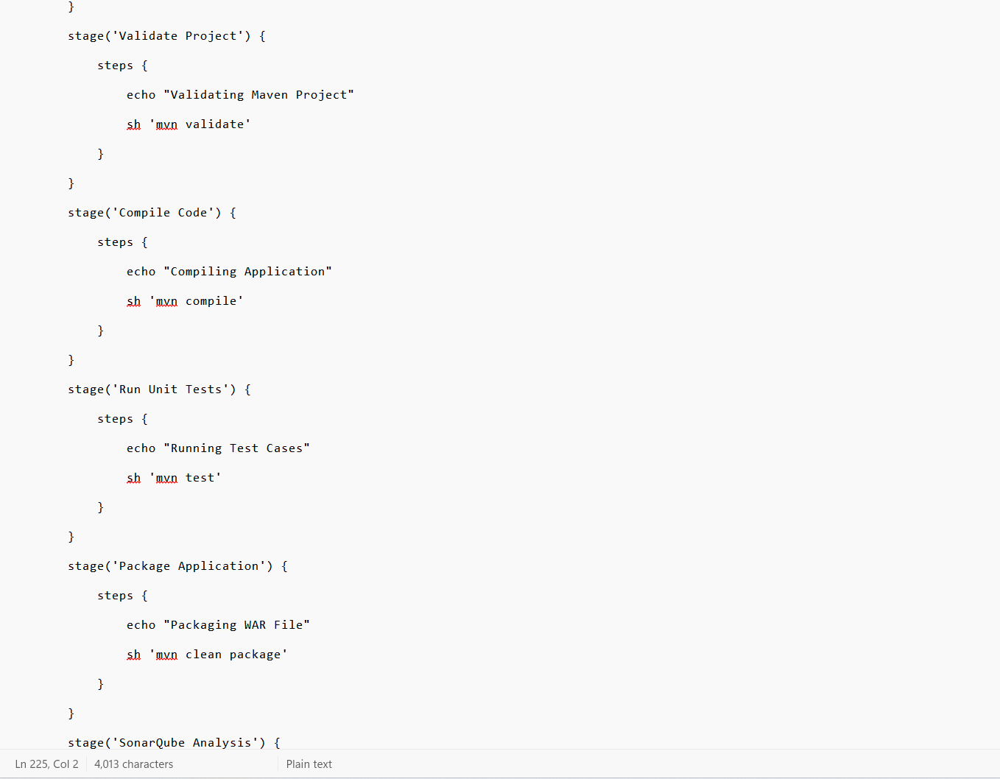 }
stage('Validate Project') {
steps {
echo "Validating Maven Project"
sh 'mvn validate'
}
}
stage('Compile Code') {
steps {
echo "Compiling Application"
sh 'mvn compile'
}
}
stage('Run Unit Tests') {
steps {
echo "Running Test Cases"
sh 'mvn test'
}
}
stage('Package Application') {
steps {
echo "Packaging WAR File"
sh 'mvn clean package'
}
}
stage('SonarQube Analysis') {
Ln 225, Col 2 4,013 characters Plain text